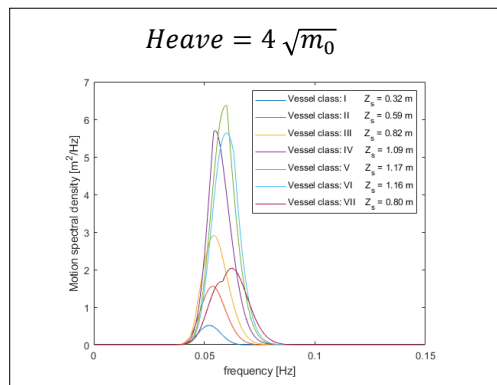 Heave = 4 √m₀
Motion spectral density [m²/Hz]
7
6
5
4
3
2
1
0
Vessel class: I Zₛ = 0.32 m
Vessel class: II Zₛ = 0.59 m
Vessel class: III Zₛ = 0.82 m
Vessel class: IV Zₛ = 1.09 m
Vessel class: V Zₛ = 1.17 m
Vessel class: VI Zₛ = 1.16 m
Vessel class: VII Zₛ = 0.80 m
0 0.05 0.1 0.15
frequency [Hz]